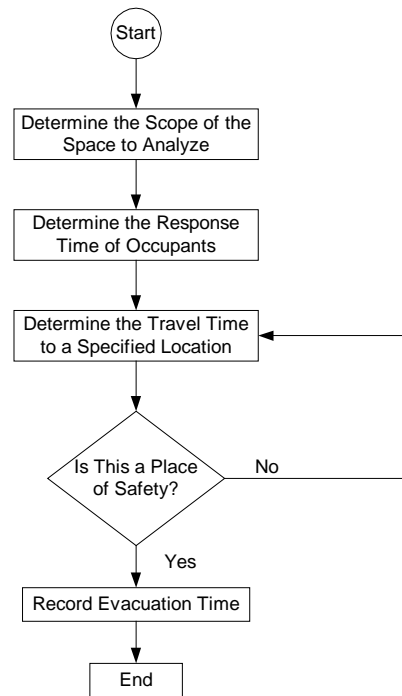 Start
Determine the Scope of the
Space to Analyze
Determine the Response
Time of Occupants
Determine the Travel Time
to a Specified Location
Is This a Place
of Safety?
No
Yes
Record Evacuation Time
End